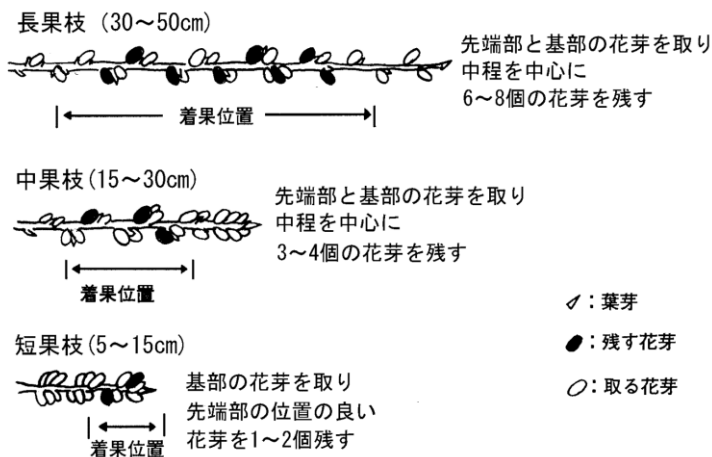 長果枝 (30～50cm)
先端部と基部の花芽を取り
中程を中心に
6～8個の花芽を残す
着果位置
中果枝(15～30cm)
先端部と基部の花芽を取り
中程を中心に
3～4個の花芽を残す
着果位置
短果枝(5～15cm)
基部の花芽を取り
先端部の位置の良い
花芽を1～2個残す
着果位置
：葉芽
：残す花芽
：取る花芽